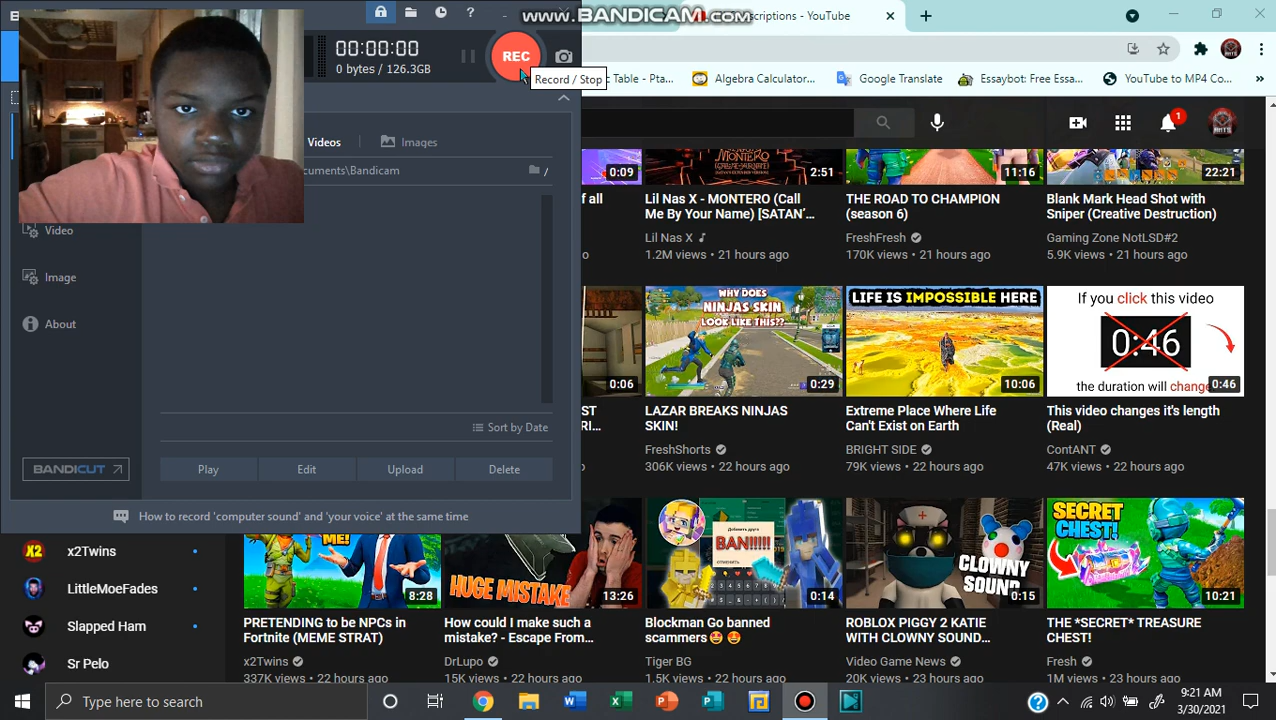 www.BANDICAM.com
scriptions - YouTube
00:00:00
0 bytes / 126.3GB
REC
Record / Stop
Table - Pta...
Algebra Calculator...
Google Translate
Essaybot: Free Essa...
YouTube to MP4 Co...
1
Videos
Images
cuments\Bandicam
/
Video
Image
About
Sort by Date
BANDICUT
Play
Edit
Upload
Delete
How to record 'computer sound' and 'your voice' at the same time
0:09
2:51
11:16
22:21
of all
Lil Nas X - MONTERO (Call
Me By Your Name) [SATAN'...
Lil Nas X
1.2M views • 21 hours ago
THE ROAD TO CHAMPION
(season 6)
FreshFresh
170K views • 21 hours ago
Blank Mark Head Shot with
Sniper (Creative Destruction)
Gaming Zone NotLSD#2
5.9K views • 21 hours ago
0:06
WHY DOES
NINJAS SKIN
LOOK LIKE THIS??
0:29
LIFE IS IMPOSSIBLE HERE
10:06
If you click this video
0:46
the duration will change
0:46
ST
RI...
LAZAR BREAKS NINJAS
SKIN!
FreshShorts
306K views • 22 hours ago
Extreme Place Where Life
Can't Exist on Earth
BRIGHT SIDE
79K views • 22 hours ago
This video changes it's length
(Real)
ContANT
47K views • 22 hours ago
X2
x2Twins
LittleMoeFades
Slapped Ham
Sr Pelo
ME!
8:28
HUGE MISTAKE
13:26
Добавить друга
BAN!!!!!
0:14
CLOWNY
SOUND
0:15
SECRET
CHEST!
10:21
PRETENDING to be NPCs in
Fortnite (MEME STRAT)
x2Twins
337K views • 22 hours ago
How could I make such a
mistake? - Escape From...
DrLupo
15K views • 22 hours ago
Blockman Go banned
scammers🤩🤩
Tiger BG
1.5K views • 22 hours ago
ROBLOX PIGGY 2 KATIE
WITH CLOWNY SOUND...
Video Game News
20K views • 23 hours ago
THE *SECRET* TREASURE
CHEST!
Fresh
1M views • 23 hours ago
Type here to search
9:21 AM
3/30/2021